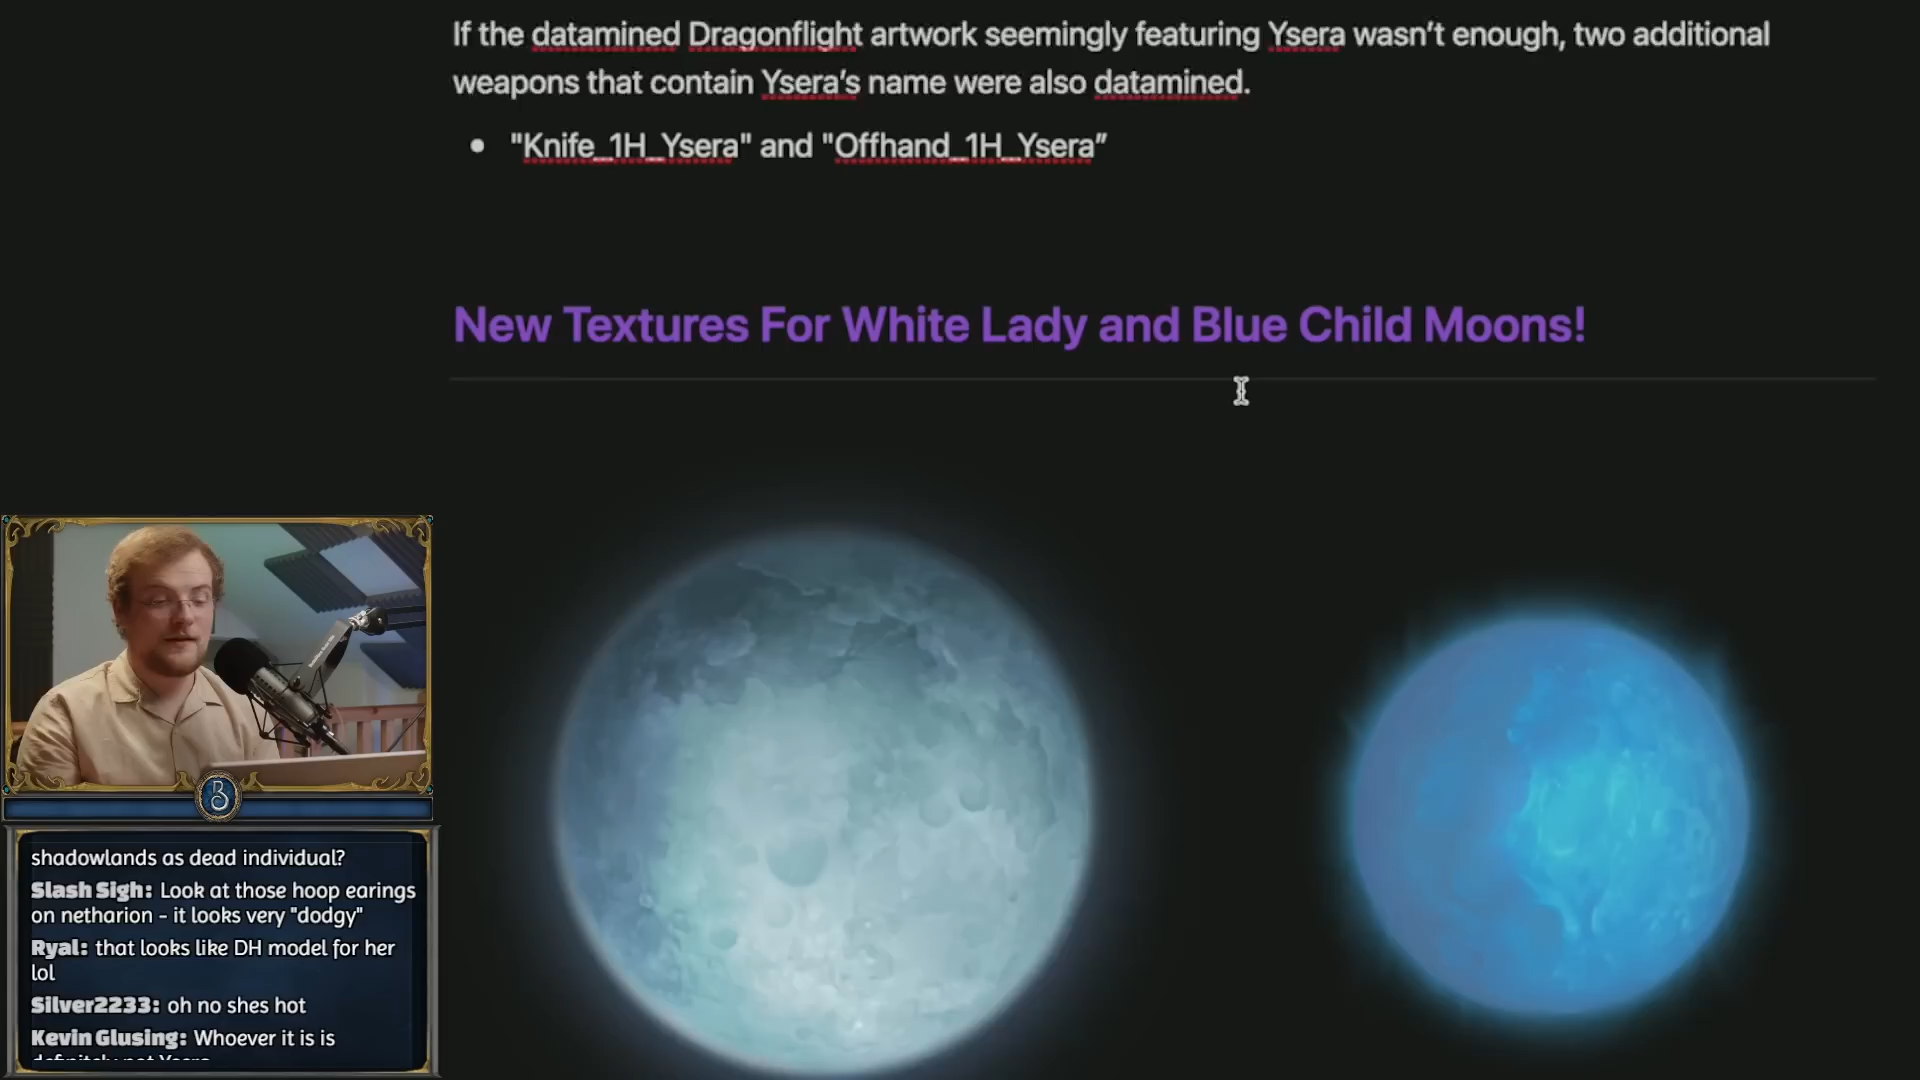 If the datamined Dragonflight artwork seemingly featuring Ysera wasn’t enough, two additional
weapons that contain Ysera’s name were also datamined.
• "Knife_1H_Ysera" and "Offhand_1H_Ysera”
New Textures For White Lady and Blue Child Moons!
B
shadowlands as dead individual?
Slash Sigh: Look at those hoop earings
on netharion - it looks very "dodgy"
Ryal: that looks like DH model for her
lol
Silver2233: oh no shes hot
Kevin Glusing: Whoever it is is
definitely not Ysera